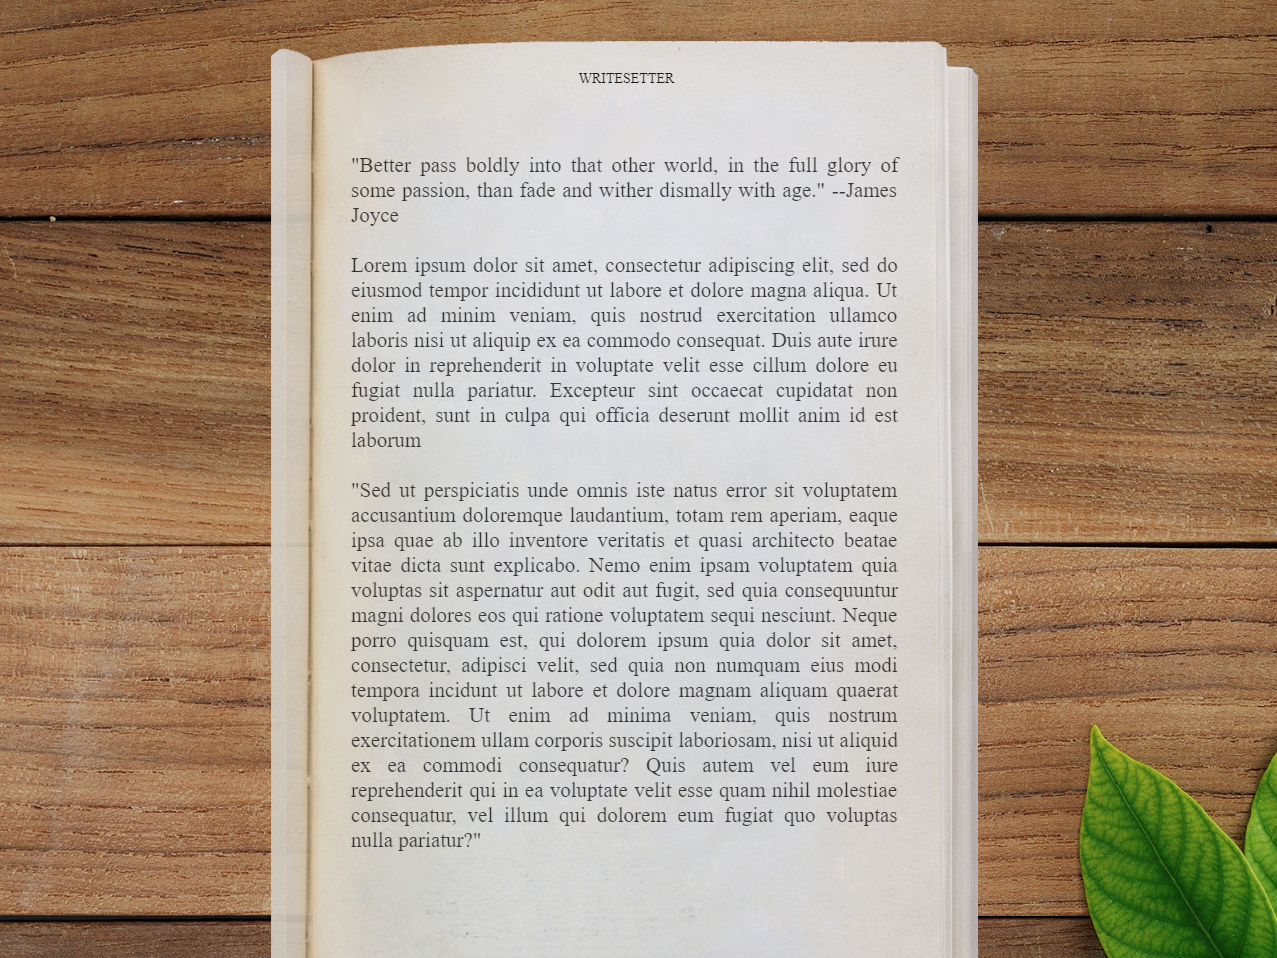 WRITESETTER
"Better pass boldly into that other world, in the full glory of
some passion, than fade and wither dismally with age." --James
Joyce
Lorem ipsum dolor sit amet, consectetur adipiscing elit, sed do
eiusmod tempor incididunt ut labore et dolore magna aliqua. Ut
enim ad minim veniam, quis nostrud exercitation ullamco
laboris nisi ut aliquip ex ea commodo consequat. Duis aute irure
dolor in reprehenderit in voluptate velit esse cillum dolore eu
fugiat nulla pariatur. Excepteur sint occaecat cupidatat non
proident, sunt in culpa qui officia deserunt mollit anim id est
laborum
"Sed ut perspiciatis unde omnis iste natus error sit voluptatem
accusantium doloremque laudantium, totam rem aperiam, eaque
ipsa quae ab illo inventore veritatis et quasi architecto beatae
vitae dicta sunt explicabo. Nemo enim ipsam voluptatem quia
voluptas sit aspernatur aut odit aut fugit, sed quia consequuntur
magni dolores eos qui ratione voluptatem sequi nesciunt. Neque
porro quisquam est, qui dolorem ipsum quia dolor sit amet,
consectetur, adipisci velit, sed quia non numquam eius modi
tempora incidunt ut labore et dolore magnam aliquam quaerat
voluptatem. Ut enim ad minima veniam, quis nostrum
exercitationem ullam corporis suscipit laboriosam, nisi ut aliquid
ex ea commodi consequatur? Quis autem vel eum iure
reprehenderit qui in ea voluptate velit esse quam nihil molestiae
consequatur, vel illum qui dolorem eum fugiat quo voluptas
nulla pariatur?"